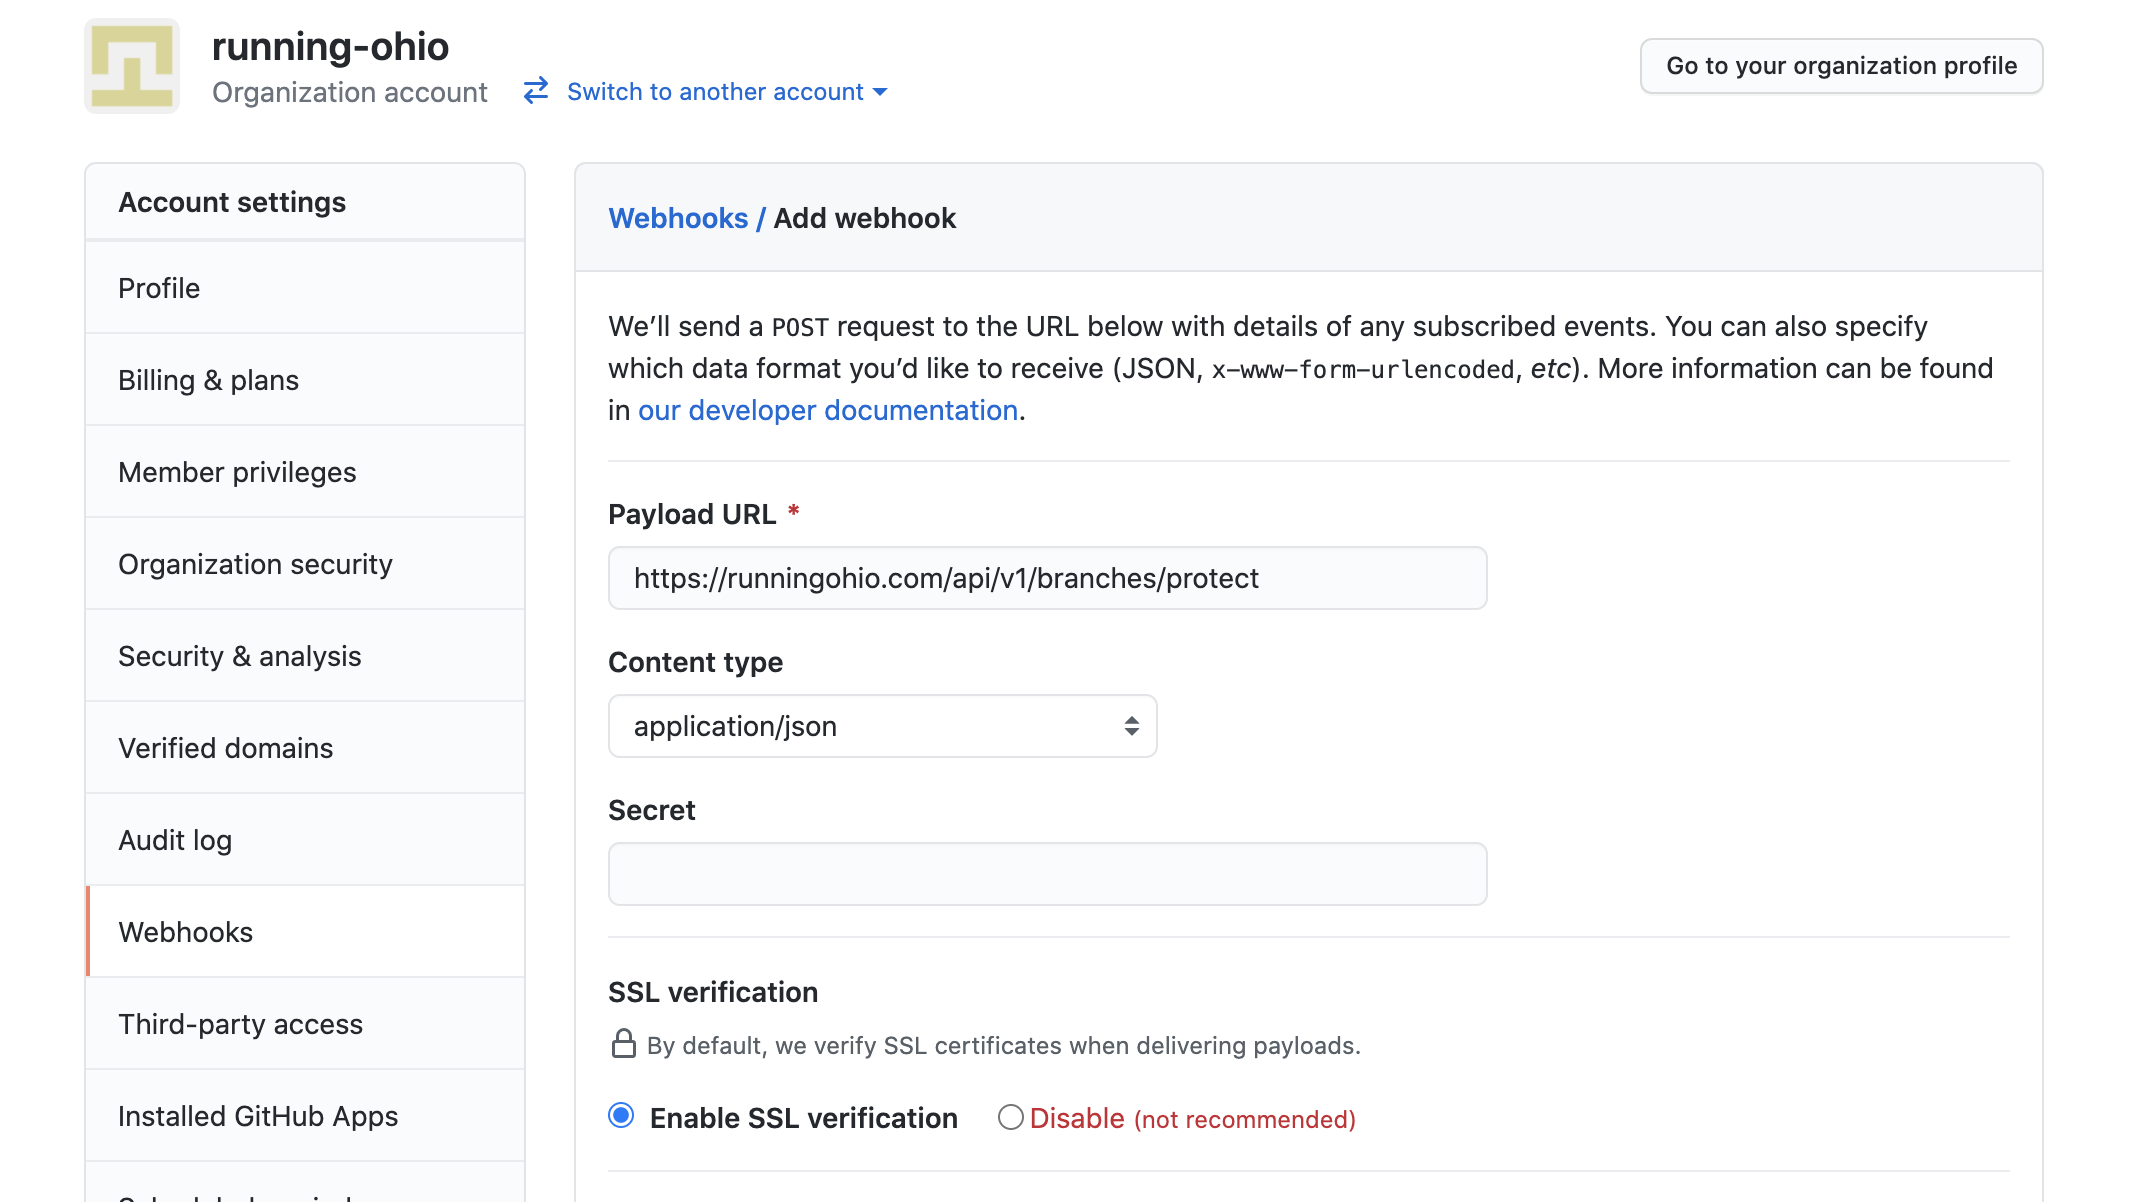 running-ohio
Organization account
Switch to another account
Go to your organization profile
Account settings
Profile
Billing & plans
Member privileges
Organization security
Security & analysis
Verified domains
Audit log
Webhooks
Third-party access
Installed GitHub Apps
Webhooks / Add webhook
We’ll send a POST request to the URL below with details of any subscribed events. You can also specify
which data format you’d like to receive (JSON, x-www-form-urlencoded, etc). More information can be found
in our developer documentation.
Payload URL *
https://runningohio.com/api/v1/branches/protect
Content type
application/json
Secret
SSL verification
By default, we verify SSL certificates when delivering payloads.
Enable SSL verification
Disable (not recommended)